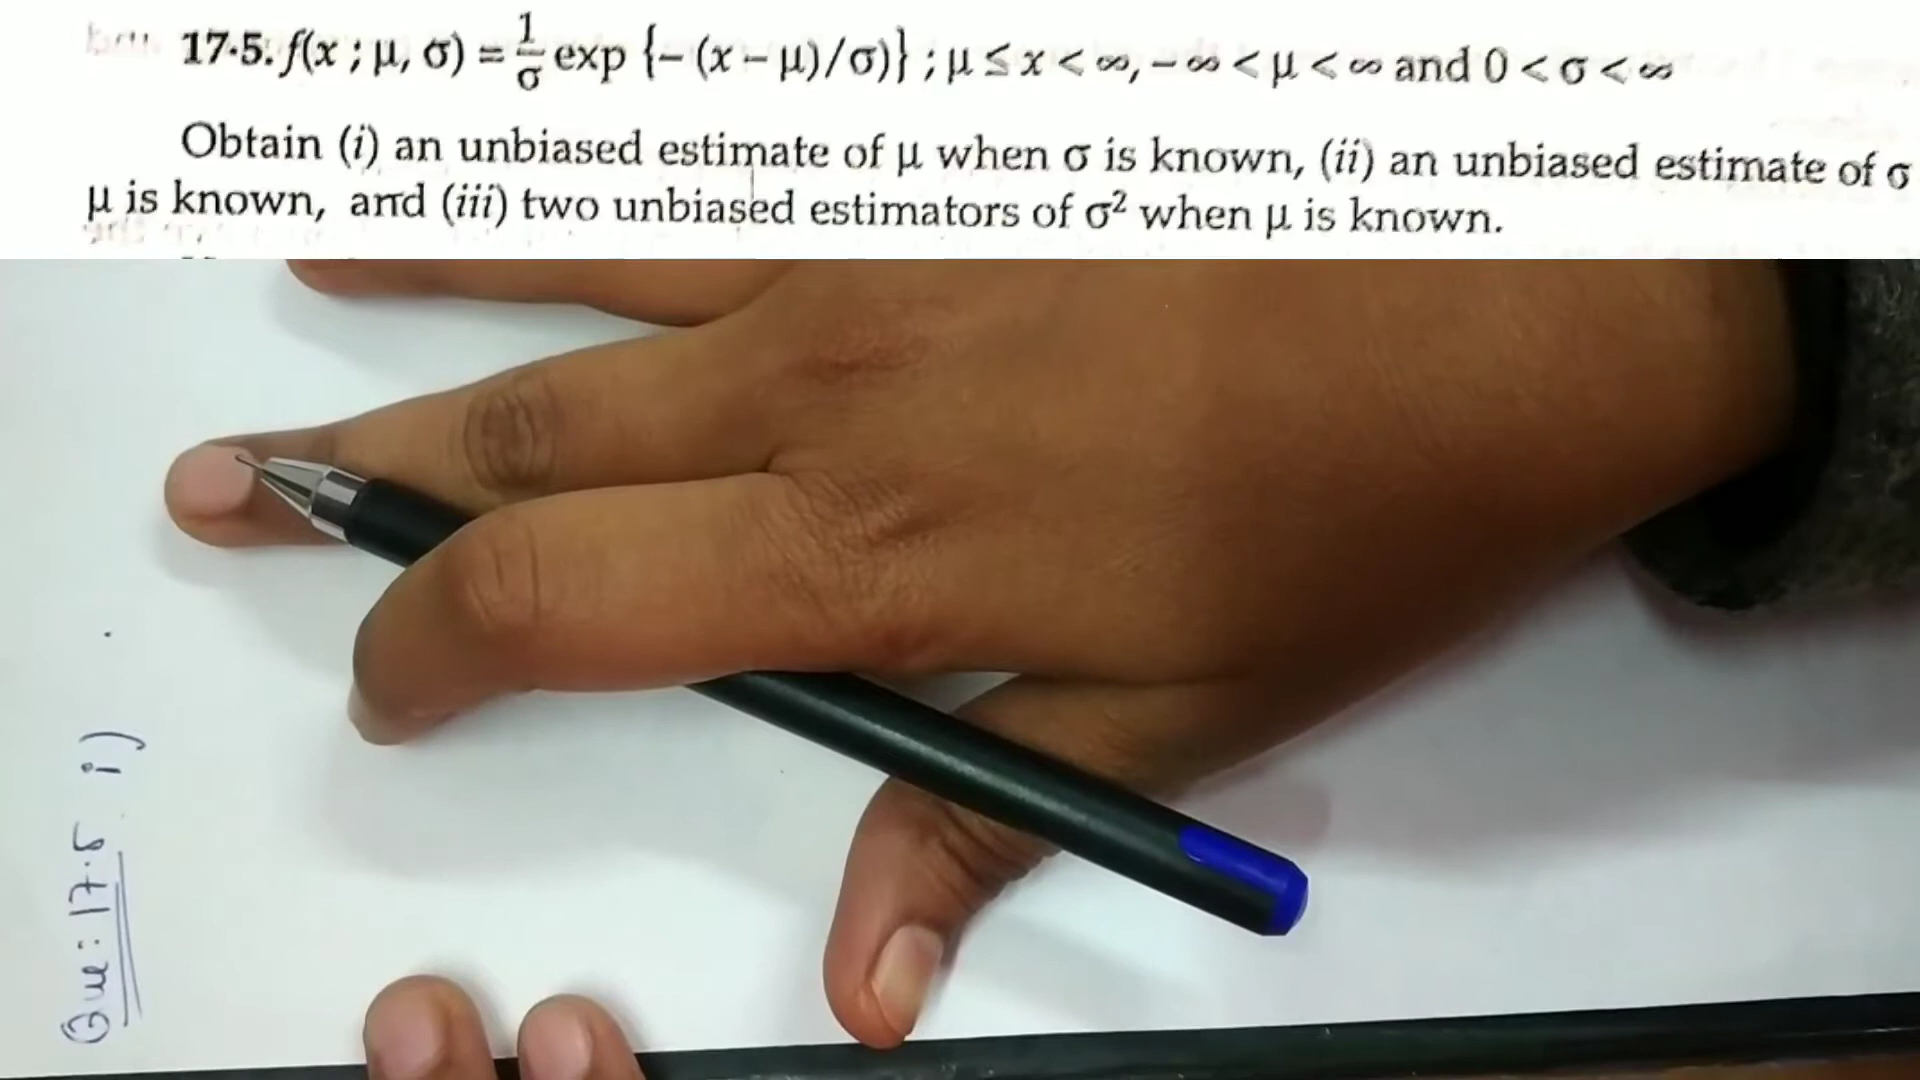 17·5. f(x ; μ, σ) = 1/σ exp {– (x – μ)/σ)} ; μ ≤ x < ∞, – ∞ < μ < ∞ and 0 < σ < ∞
Obtain (i) an unbiased estimate of μ when σ is known, (ii) an unbiased estimate of σ
μ is known, and (iii) two unbiased estimators of σ² when μ is known.
Que: 17.5 i)